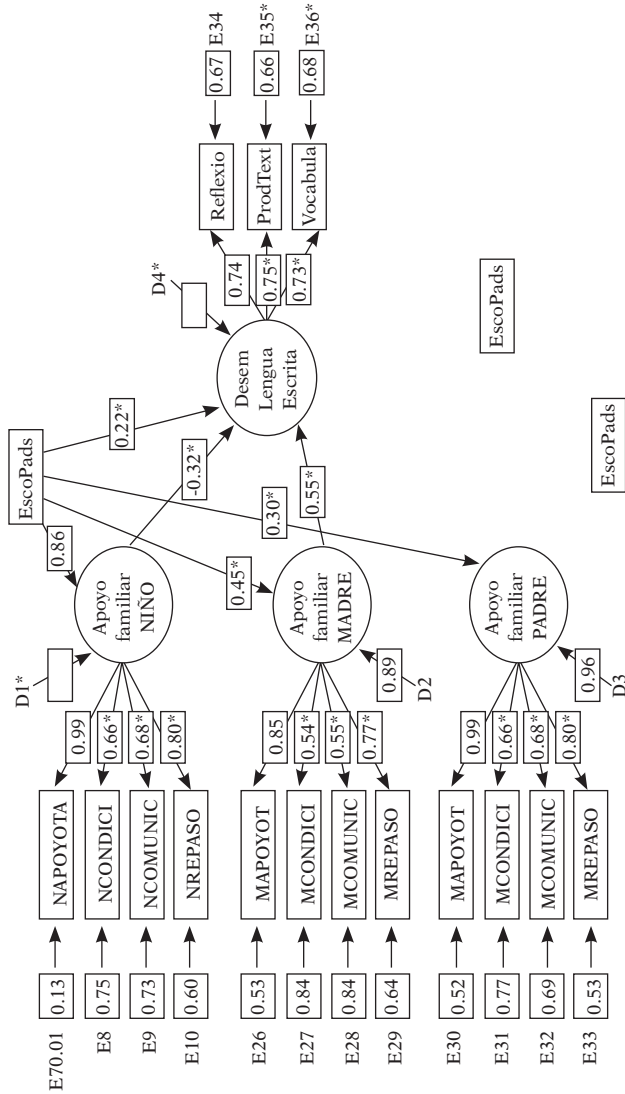 E70.01
0.13
NAPOYOTA
0.99
E8
0.75
NCONDICI
0.66*
E9
0.73
NCOMUNIC
0.68*
E10
0.60
NREPASO
0.80*
D1*
Apoyo
familiar
NIÑO
0.86
EscoPads
0.22*
-0.32*
0.45*
0.30*
0.55*
E26
0.53
MAPOYOT
0.85
E27
0.84
MCONDICI
0.54*
E28
0.84
MCOMUNIC
0.55*
E29
0.64
MREPASO
0.77*
Apoyo
familiar
MADRE
0.89
D2
E30
0.52
MAPOYOT
0.99
E31
0.77
MCONDICI
0.66*
E32
0.69
MCOMUNIC
0.68*
E33
0.53
MREPASO
0.80*
Apoyo
familiar
PADRE
0.96
D3
D4*
Desem
Lengua
Escrita
0.74
Reflexio
0.67
E34
0.75*
ProdText
0.66
E35*
0.73*
Vocabula
0.68
E36*
EscoPads
EscoPads